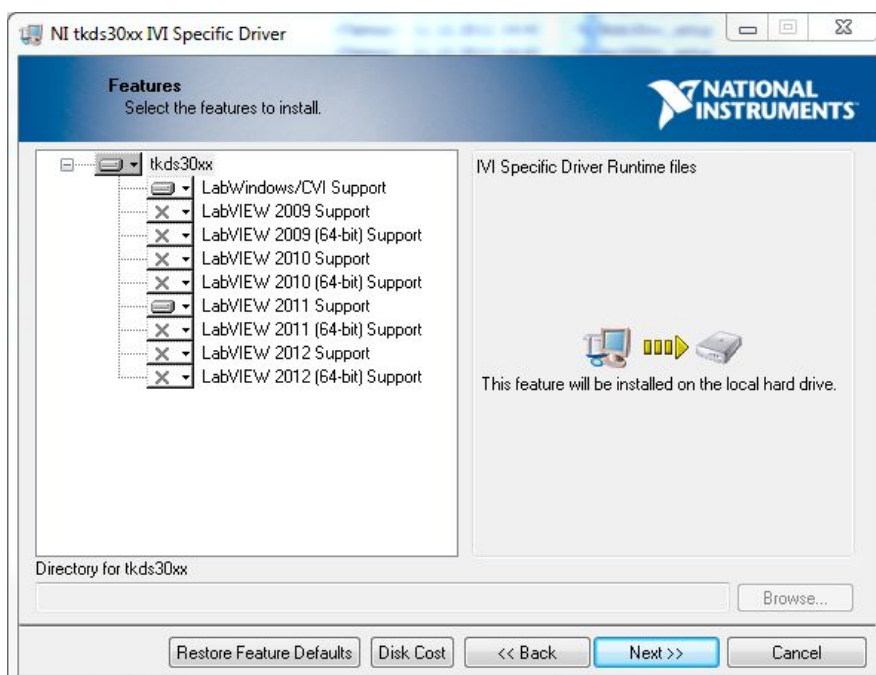 NI tkds30xx IVI Specific Driver
Features
Select the features to install.
NATIONAL
INSTRUMENTS
tkds30xx
LabWindows/CVI Support
LabVIEW 2009 Support
LabVIEW 2009 (64-bit) Support
LabVIEW 2010 Support
LabVIEW 2010 (64-bit) Support
LabVIEW 2011 Support
LabVIEW 2011 (64-bit) Support
LabVIEW 2012 Support
LabVIEW 2012 (64-bit) Support
IVI Specific Driver Runtime files
This feature will be installed on the local hard drive.
Directory for tkds30xx
Browse...
Restore Feature Defaults
Disk Cost
<< Back
Next >>
Cancel